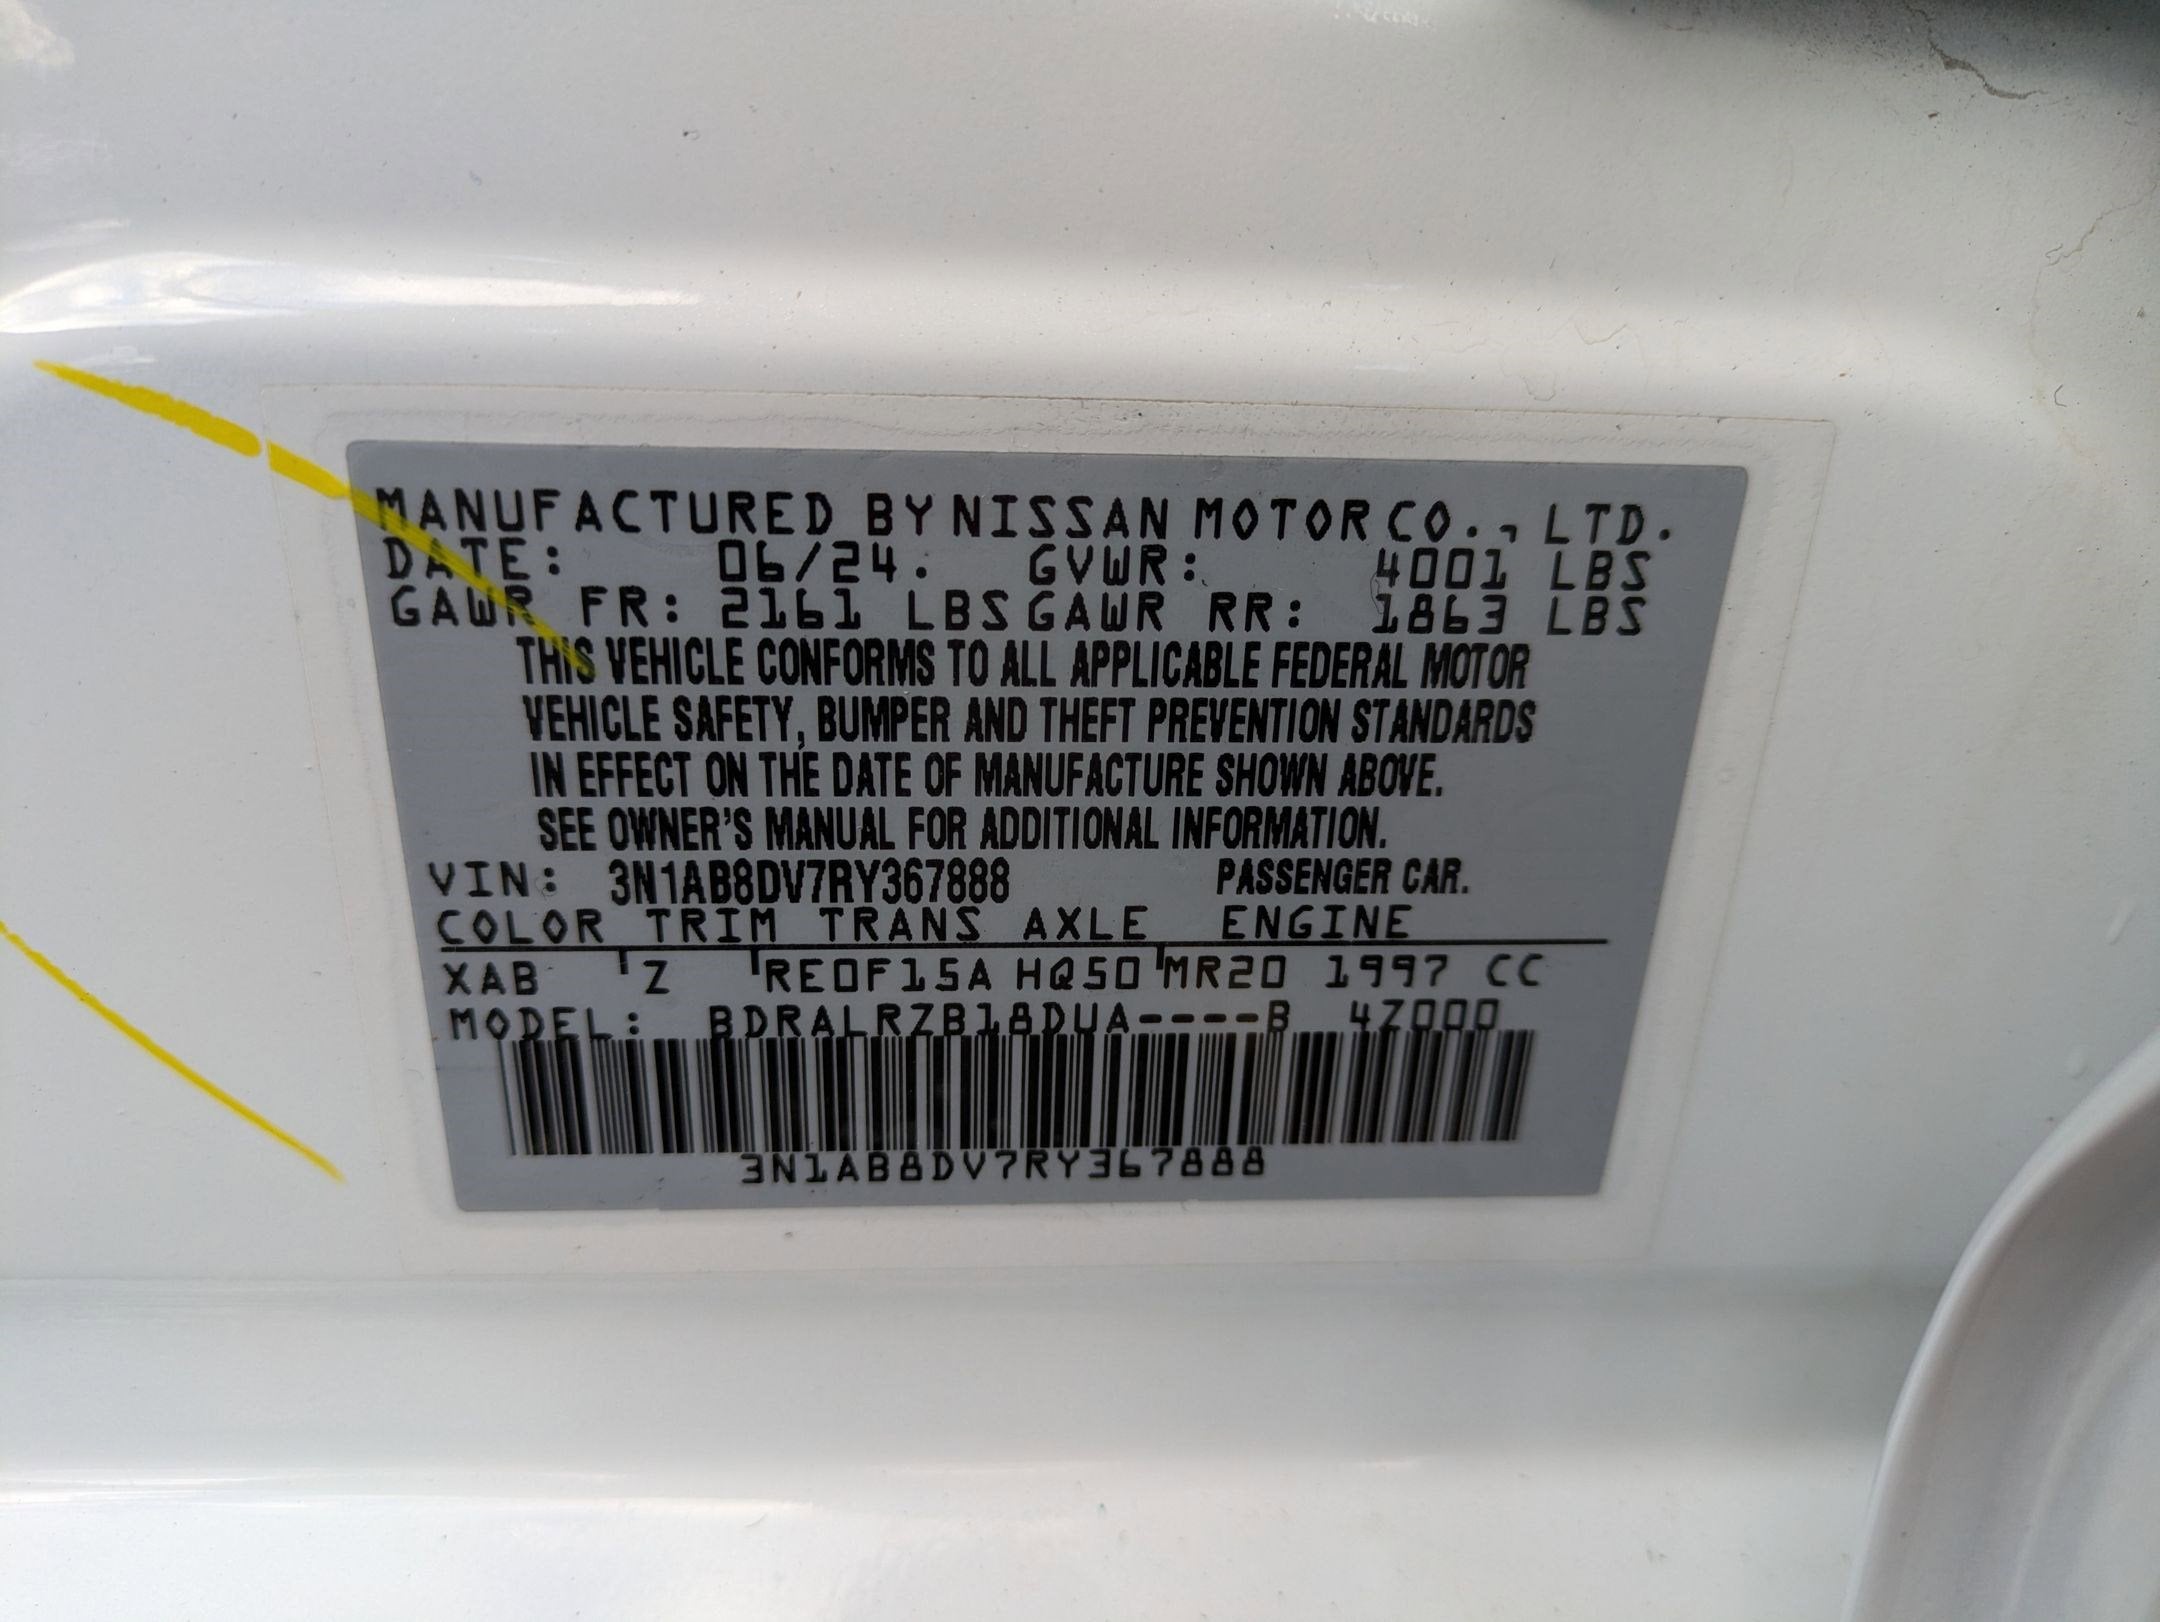 MANUFACTURED BY NISSAN MOTOR CO., LTD.
DATE: 06/24. GVWR: 4001 LBS
GAWR FR: 2161 LBS GAWR RR: 1863 LBS
THIS VEHICLE CONFORMS TO ALL APPLICABLE FEDERAL MOTOR
VEHICLE SAFETY, BUMPER AND THEFT PREVENTION STANDARDS
IN EFFECT ON THE DATE OF MANUFACTURE SHOWN ABOVE.
SEE OWNER'S MANUAL FOR ADDITIONAL INFORMATION.
VIN: 3N1AB8DV7RY367888 PASSENGER CAR.
COLOR TRIM TRANS AXLE ENGINE
XAB Z RE0F15A HQ50 MR20 1997 CC
MODEL: BDRALRZB18DUA----B 4Z000
3N1AB8DV7RY367888